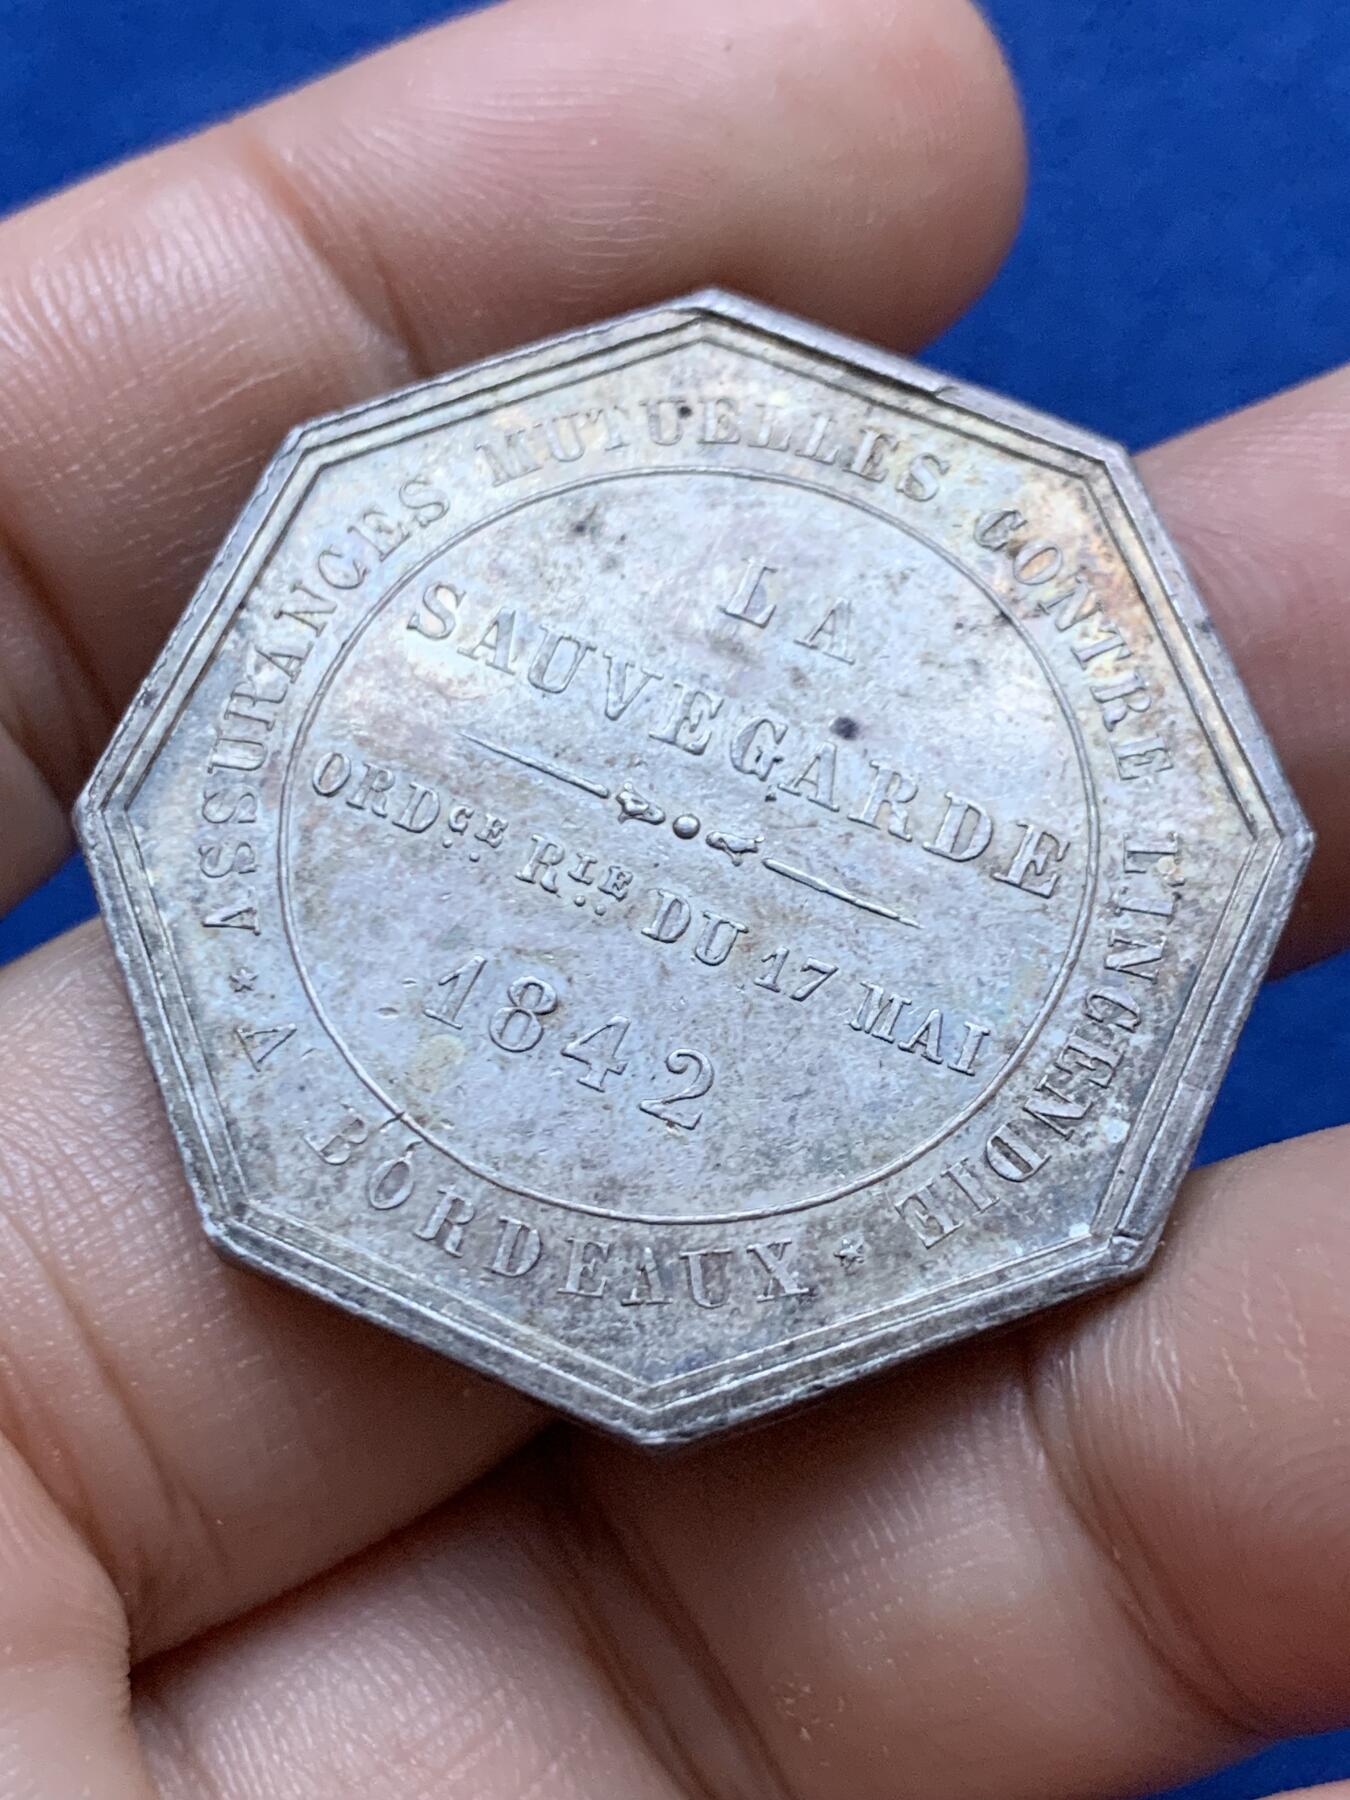 ASSURANCES MUTUELLES CONTRE L'INCENDIE
LA
SAUVEGARDE
ORDCE RLE DU 17 MAI
1842
A BORDEAUX